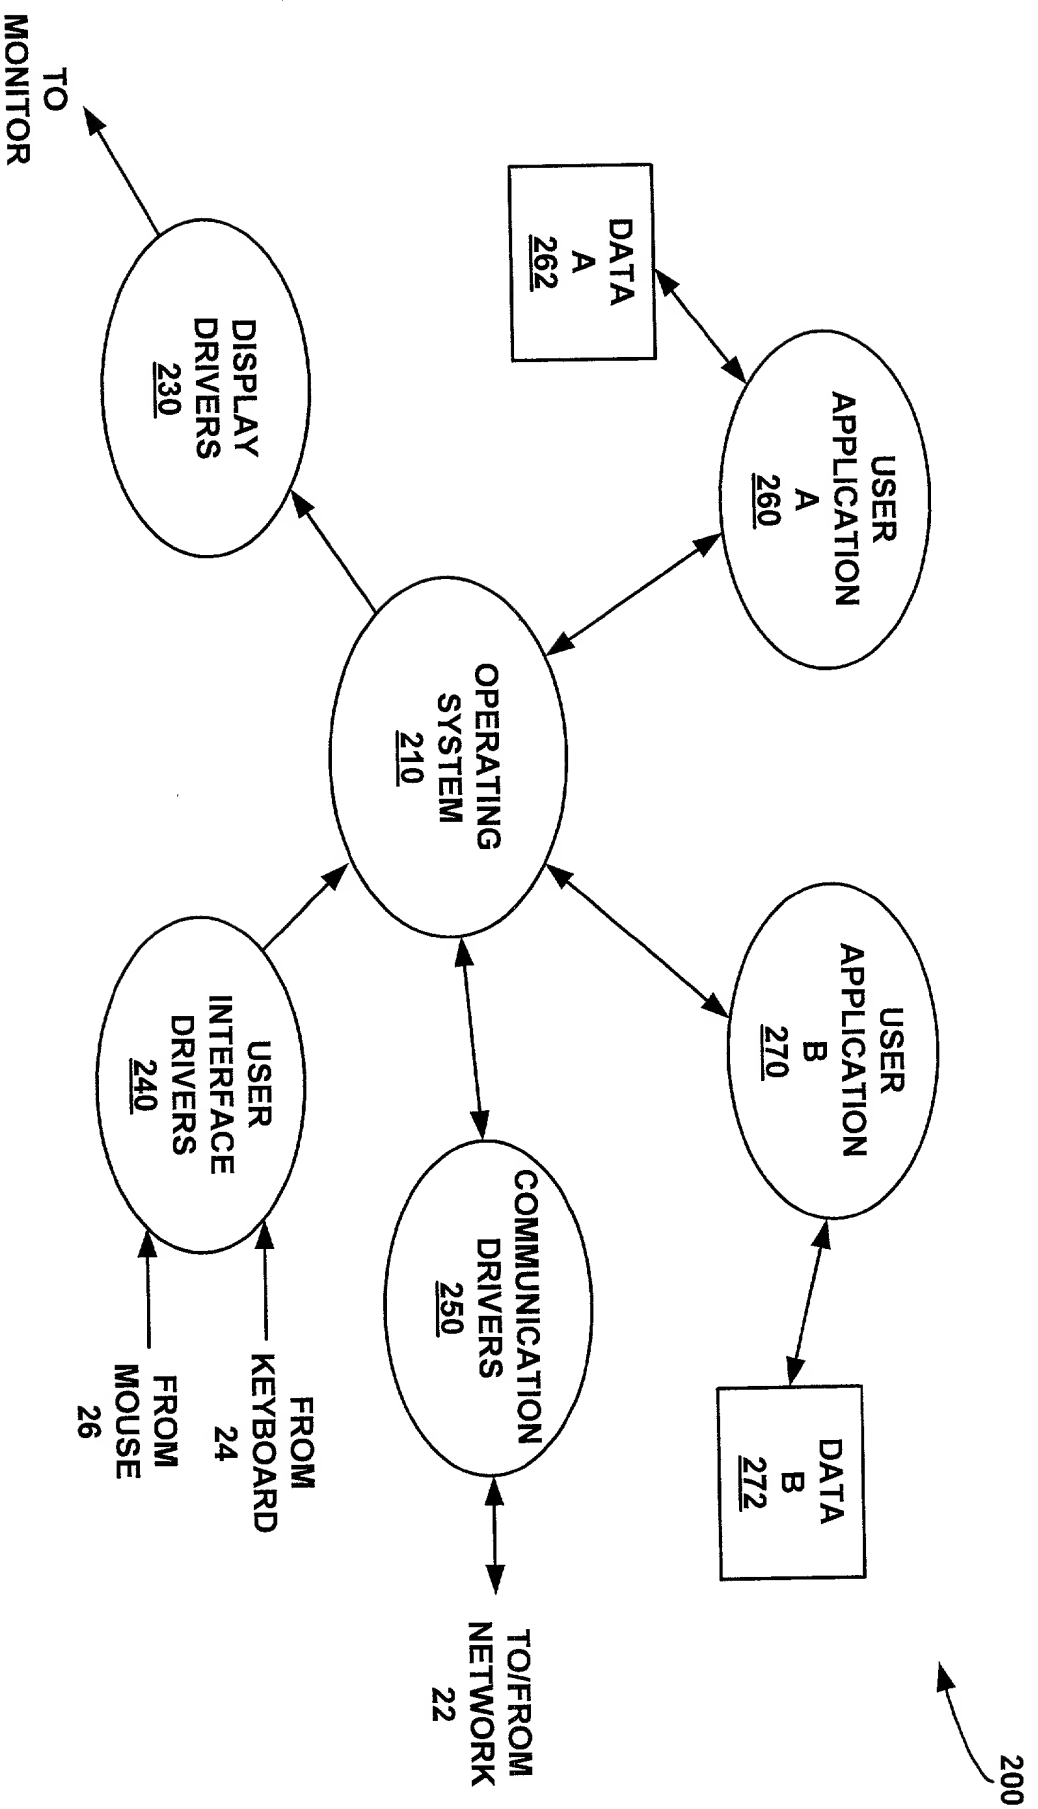 200
USER
APPLICATION
A
260
USER
APPLICATION
B
270
DATA
A
262
DATA
B
272
OPERATING
SYSTEM
210
COMMUNICATION
DRIVERS
250
TO/FROM
NETWORK
22
DISPLAY
DRIVERS
230
USER
INTERFACE
DRIVERS
240
FROM
KEYBOARD
24
FROM
MOUSE
26
TO
MONITOR